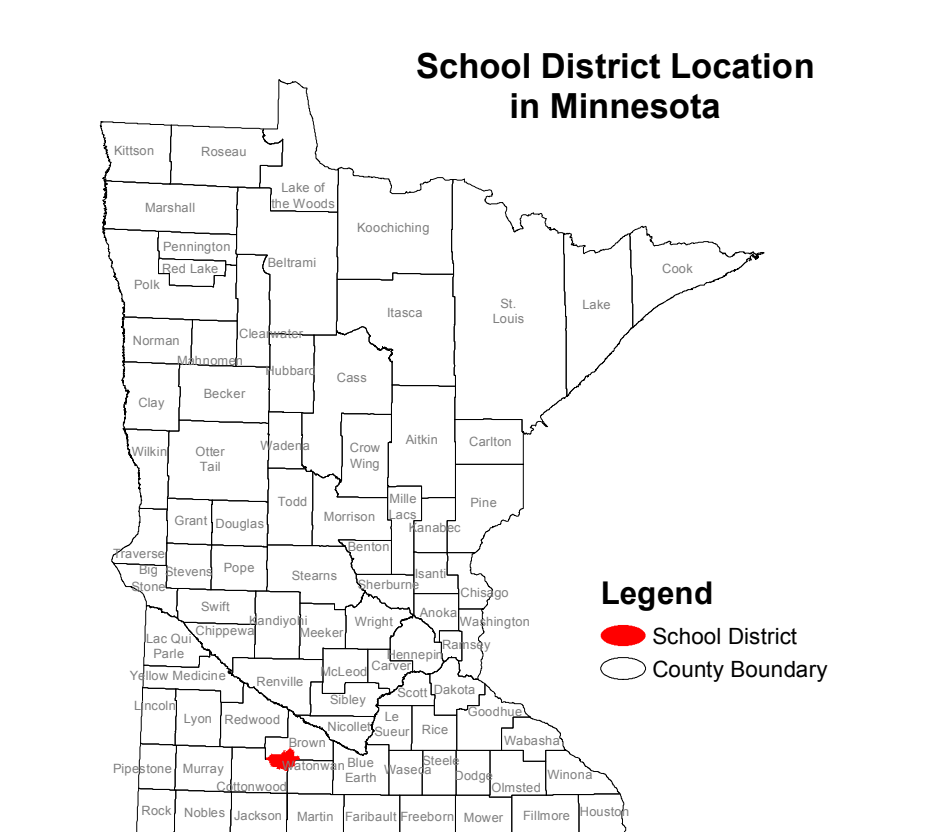 School District Location
in Minnesota
Kittson
Roseau
Lake of
the Woods
Marshall
Koochiching
Pennington
Beltrami
Red Lake
Cook
Polk
St.
Louis
Lake
Itasca
Clearwater
Norman
Mahnomen
Hubbard
Cass
Becker
Clay
Aitkin
Carlton
Wadena
Crow
Wing
Wilkin
Otter
Tail
Todd
Mille
Lacs
Pine
Morrison
Grant
Douglas
Kanabec
Benton
Traverse
Big
Stone
Stevens
Pope
Stearns
Isanti
Sherburne
Chisago
Legend
Swift
Kandiyohi
Anoka
Washington
Wright
Meeker
Chippewa
School District
Lac Qui
Parle
Ramsey
Hennepin
Carver
McLeod
County Boundary
Yellow Medicine
Renville
Scott
Dakota
Sibley
Lincoln
Lyon
Redwood
Nicollet
Le
Sueur
Rice
Goodhue
Brown
Wabasha
Pipestone
Murray
Watonwan
Blue
Earth
Waseca
Steele
Dodge
Winona
Cottonwood
Olmsted
Rock
Nobles
Jackson
Martin
Faribault
Freeborn
Mower
Fillmore
Houston